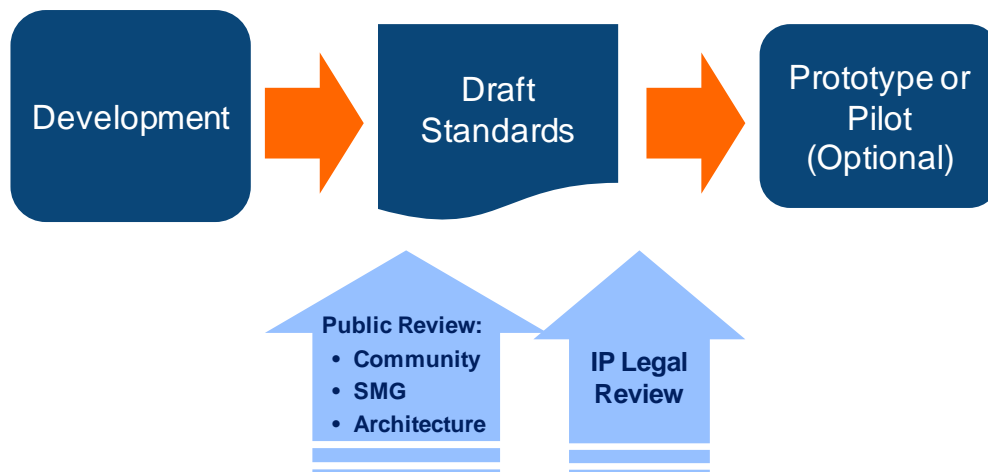 Development
Draft
Standards
Prototype or
Pilot
(Optional)
Public Review:
• Community
• SMG
• Architecture
IP Legal
Review